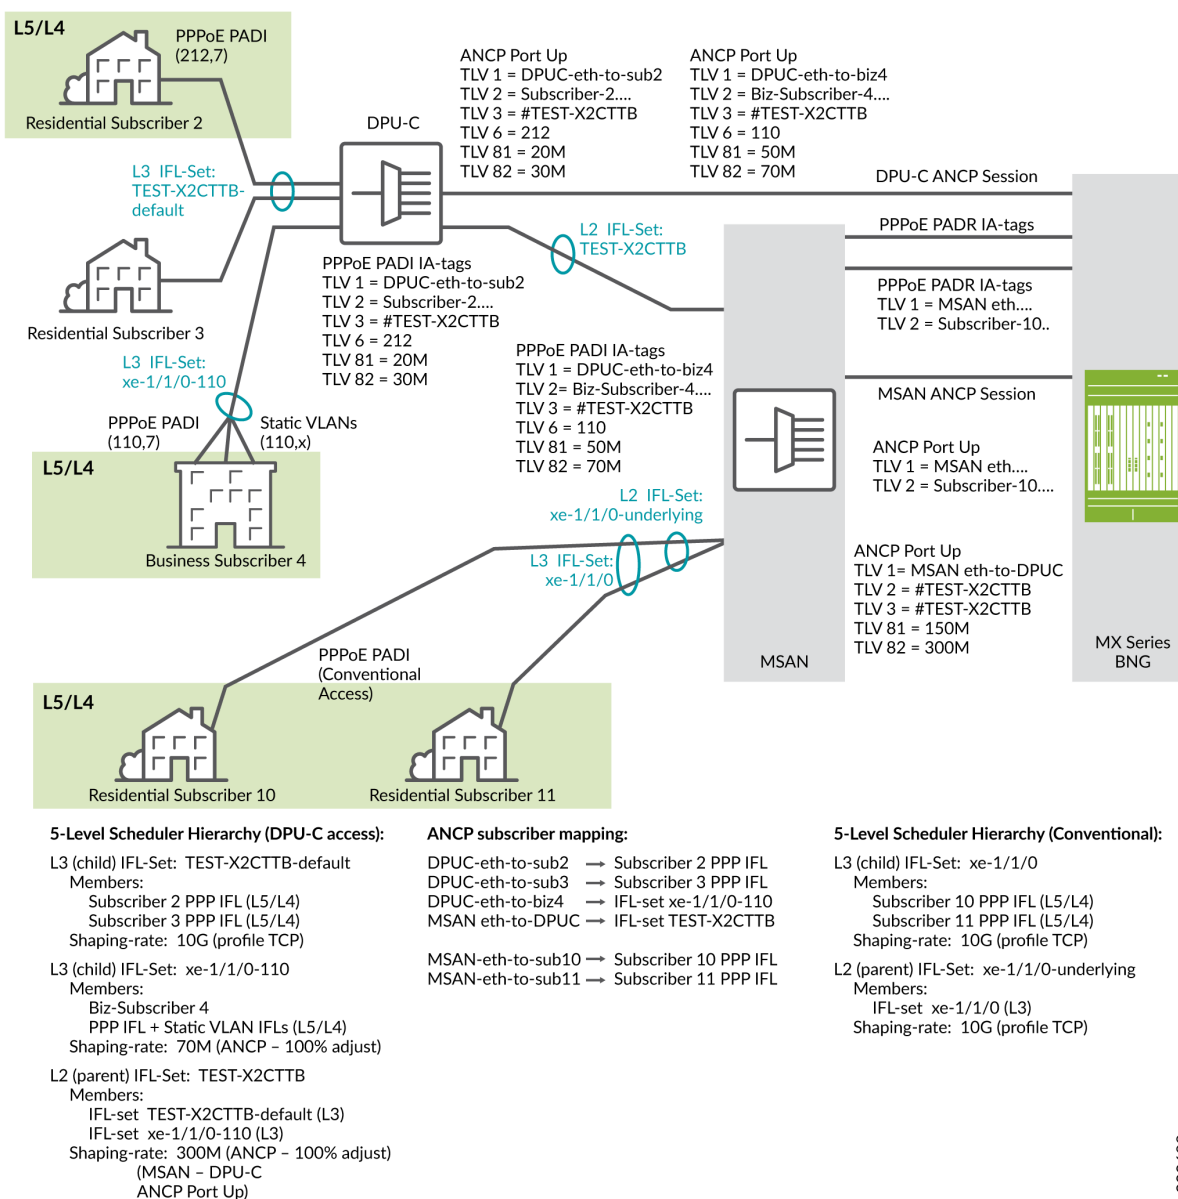 L5/L4
PPPoE PADI
(212,7)
Residential Subscriber 2
DPU-C
ANCP Port Up
TLV 1 = DPUC-eth-to-sub2
TLV 2 = Subscriber-2....
TLV 3 = #TEST-X2CTTB
TLV 6 = 212
TLV 81 = 20M
TLV 82 = 30M
ANCP Port Up
TLV 1 = DPUC-eth-to-biz4
TLV 2 = Biz-Subscriber-4....
TLV 3 = #TEST-X2CTTB
TLV 6 = 110
TLV 81 = 50M
TLV 82 = 70M
DPU-C ANCP Session
L3 IFL-Set:
TEST-X2CTTB-
default
L2 IFL-Set:
TEST-X2CTTB
PPPoE PADR IA-tags
PPPoE PADR IA-tags
TLV 1 = MSAN eth....
TLV 2 = Subscriber-10..
Residential Subscriber 3
PPPoE PADI IA-tags
TLV 1 = DPUC-eth-to-sub2
TLV 2 = Subscriber-2....
TLV 3 = #TEST-X2CTTB
TLV 6 = 212
TLV 81 = 20M
TLV 82 = 30M
L3 IFL-Set:
xe-1/1/0-110
PPPoE PADI IA-tags
TLV 1 = DPUC-eth-to-biz4
TLV 2= Biz-Subscriber-4....
TLV 3 = #TEST-X2CTTB
TLV 6 = 110
TLV 81 = 50M
TLV 82 = 70M
MSAN ANCP Session
PPPoE PADI
(110,7)
Static VLANs
(110,x)
L5/L4
Business Subscriber 4
ANCP Port Up
TLV 1 = MSAN eth....
TLV 2 = Subscriber-10....
L2 IFL-Set:
xe-1/1/0-underlying
L3 IFL-Set:
xe-1/1/0
ANCP Port Up
TLV 1= MSAN eth-to-DPUC
TLV 2 = #TEST-X2CTTB
TLV 3 = #TEST-X2CTTB
TLV 81 = 150M
TLV 82 = 300M
MSAN
MX Series
BNG
PPPoE PADI
(Conventional
Access)
L5/L4
Residential Subscriber 10
Residential Subscriber 11
5-Level Scheduler Hierarchy (DPU-C access):
L3 (child) IFL-Set: TEST-X2CTTB-default
Members:
Subscriber 2 PPP IFL (L5/L4)
Subscriber 3 PPP IFL (L5/L4)
Shaping-rate: 10G (profile TCP)
L3 (child) IFL-Set: xe-1/1/0-110
Members:
Biz-Subscriber 4
PPP IFL + Static VLAN IFLs (L5/L4)
Shaping-rate: 70M (ANCP – 100% adjust)
L2 (parent) IFL-Set: TEST-X2CTTB
Members:
IFL-set TEST-X2CTTB-default (L3)
IFL-set xe-1/1/0-110 (L3)
Shaping-rate: 300M (ANCP – 100% adjust)
(MSAN – DPU-C
ANCP Port Up)
ANCP subscriber mapping:
DPUC-eth-to-sub2 → Subscriber 2 PPP IFL
DPUC-eth-to-sub3 → Subscriber 3 PPP IFL
DPUC-eth-to-biz4 → IFL-set xe-1/1/0-110
MSAN eth-to-DPUC → IFL-set TEST-X2CTTB
MSAN-eth-to-sub10 → Subscriber 10 PPP IFL
MSAN-eth-to-sub11 → Subscriber 11 PPP IFL
5-Level Scheduler Hierarchy (Conventional):
L3 (child) IFL-Set: xe-1/1/0
Members:
Subscriber 10 PPP IFL (L5/L4)
Subscriber 11 PPP IFL (L5/L4)
Shaping-rate: 10G (profile TCP)
L2 (parent) IFL-Set: xe-1/1/0-underlying
Members:
IFL-set xe-1/1/0 (L3)
Shaping-rate: 10G (profile TCP)